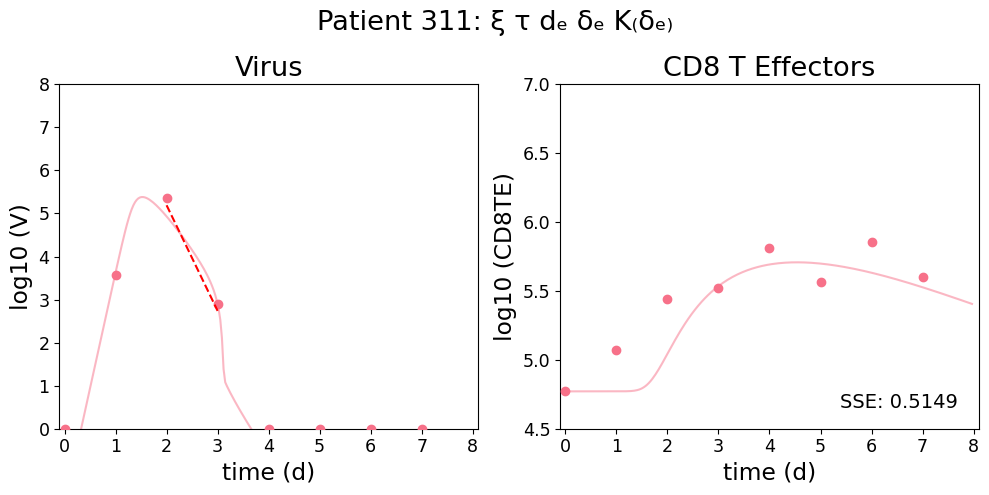 Patient 311: ξ τ dₑ δₑ K₍δₑ₎
Virus
CD8 T Effectors
log10 (V)
8
7
6
5
4
3
2
1
0
0 1 2 3 4 5 6 7 8
time (d)
log10 (CD8TE)
7.0
6.5
6.0
5.5
5.0
4.5
SSE: 0.5149
0 1 2 3 4 5 6 7 8
time (d)